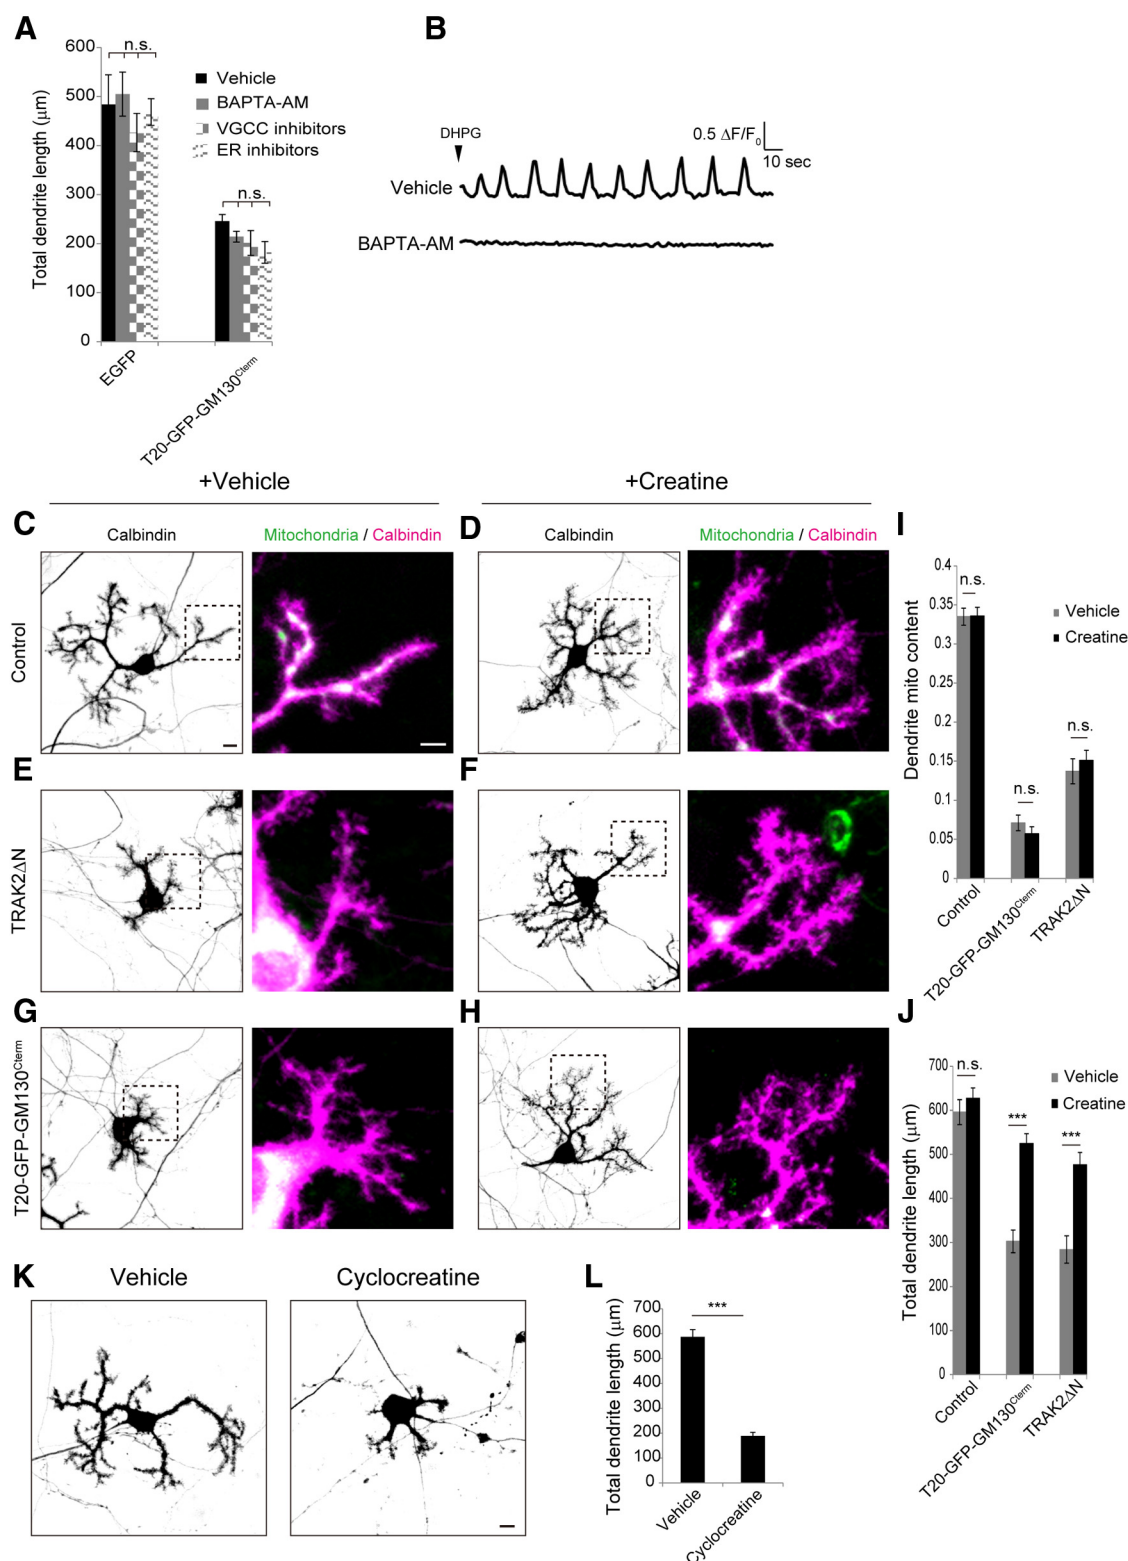 A
600
500
400
300
200
100
0
Total dendrite length (μm)
n.s.
n.s.
Vehicle
BAPTA-AM
VGCC inhibitors
ER inhibitors
EGFP
T20-GFP-GM130Cterm
B
DHPG
0.5 ΔF/F0
10 sec
Vehicle
BAPTA-AM
+Vehicle
+Creatine
C
Calbindin
Mitochondria / Calbindin
D
Calbindin
Mitochondria / Calbindin
Control
E
F
TRAK2ΔN
G
H
T20-GFP-GM130Cterm
I
0.4
0.35
0.3
0.25
0.2
0.15
0.1
0.05
0
Dendrite mito content
n.s.
n.s.
n.s.
Vehicle
Creatine
Control
T20-GFP-GM130Cterm
TRAK2ΔN
J
700
600
500
400
300
200
100
0
Total dendrite length (μm)
n.s.
***
***
Vehicle
Creatine
Control
T20-GFP-GM130Cterm
TRAK2ΔN
K
Vehicle
Cyclocreatine
L
700
600
500
400
300
200
100
0
Total dendrite length (μm)
***
Vehicle
Cyclocreatine